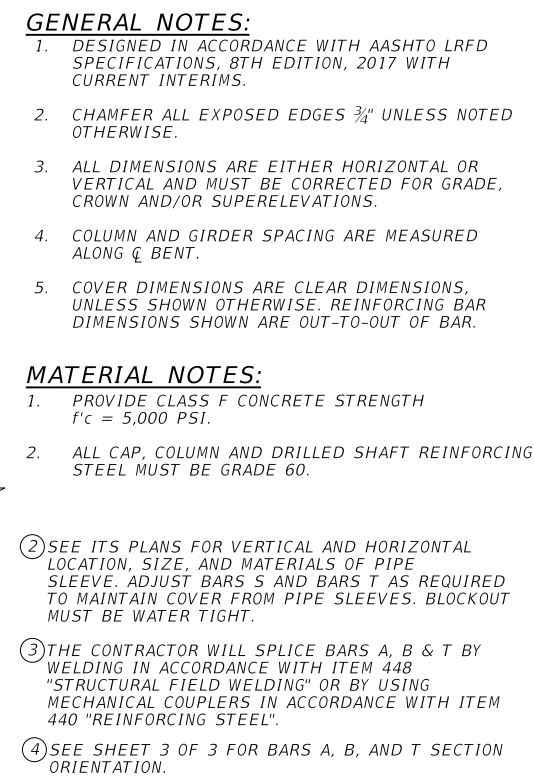 GENERAL NOTES:
1. DESIGNED IN ACCORDANCE WITH AASHTO LRFD
SPECIFICATIONS, 8TH EDITION, 2017 WITH
CURRENT INTERIMS.
2. CHAMFER ALL EXPOSED EDGES ¾" UNLESS NOTED
OTHERWISE.
3. ALL DIMENSIONS ARE EITHER HORIZONTAL OR
VERTICAL AND MUST BE CORRECTED FOR GRADE,
CROWN AND/OR SUPERELEVATIONS.
4. COLUMN AND GIRDER SPACING ARE MEASURED
ALONG ℄ BENT.
5. COVER DIMENSIONS ARE CLEAR DIMENSIONS,
UNLESS SHOWN OTHERWISE. REINFORCING BAR
DIMENSIONS SHOWN ARE OUT-TO-OUT OF BAR.
MATERIAL NOTES:
1. PROVIDE CLASS F CONCRETE STRENGTH
f'c = 5,000 PSI.
2. ALL CAP, COLUMN AND DRILLED SHAFT REINFORCING
STEEL MUST BE GRADE 60.
② SEE ITS PLANS FOR VERTICAL AND HORIZONTAL
LOCATION, SIZE, AND MATERIALS OF PIPE
SLEEVE. ADJUST BARS S AND BARS T AS REQUIRED
TO MAINTAIN COVER FROM PIPE SLEEVES. BLOCKOUT
MUST BE WATER TIGHT.
③ THE CONTRACTOR WILL SPLICE BARS A, B & T BY
WELDING IN ACCORDANCE WITH ITEM 448
"STRUCTURAL FIELD WELDING" OR BY USING
MECHANICAL COUPLERS IN ACCORDANCE WITH ITEM
440 "REINFORCING STEEL".
④ SEE SHEET 3 OF 3 FOR BARS A, B, AND T SECTION
ORIENTATION.